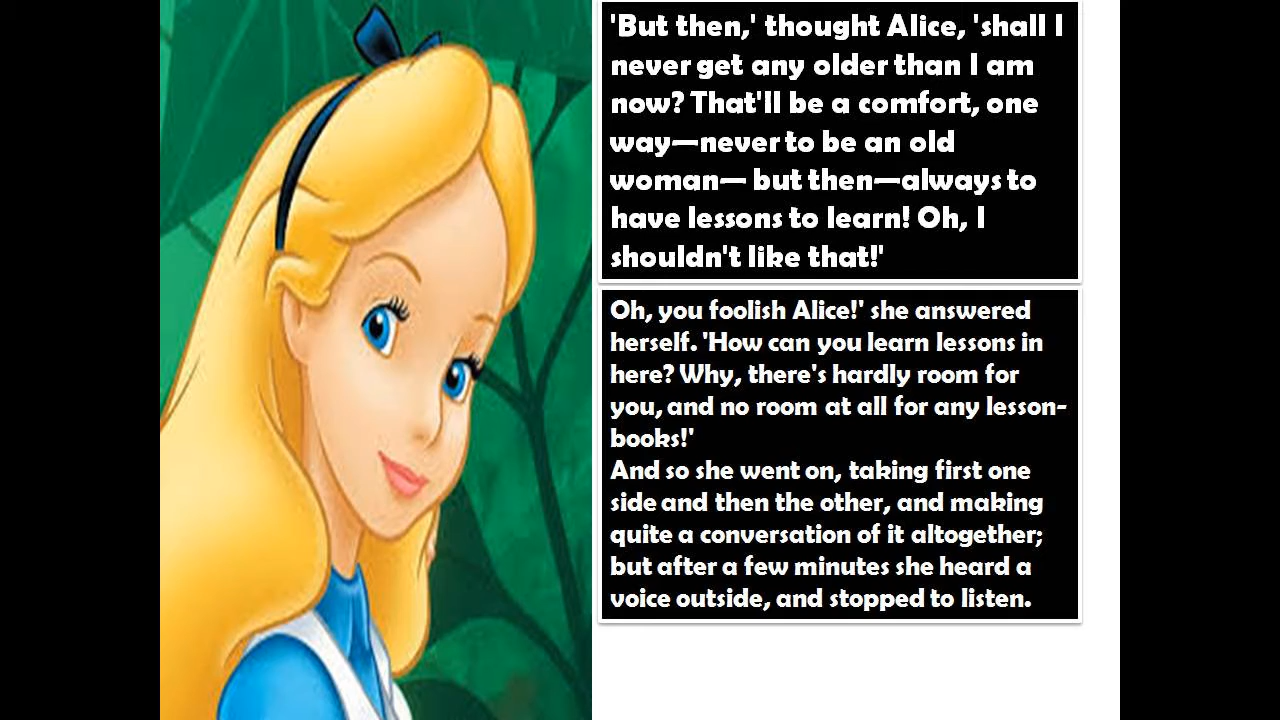 'But then,' thought Alice, 'shall I
never get any older than I am
now? That'll be a comfort, one
way—never to be an old
woman— but then—always to
have lessons to learn! Oh, I
shouldn't like that!'
Oh, you foolish Alice!' she answered
herself. 'How can you learn lessons in
here? Why, there's hardly room for
you, and no room at all for any lesson-
books!'
And so she went on, taking first one
side and then the other, and making
quite a conversation of it altogether;
but after a few minutes she heard a
voice outside, and stopped to listen.